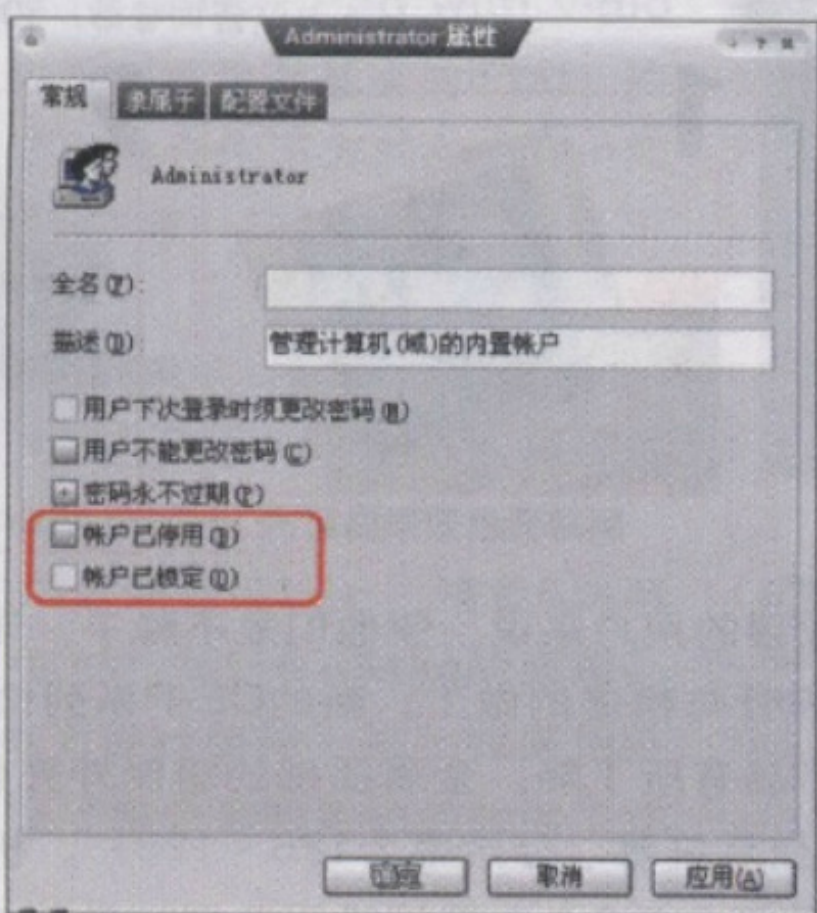 Administrator 属性
常规 隶属于 配置文件
Administrator
全名(F):
描述(D): 管理计算机(域)的内置帐户
用户下次登录时须更改密码(M)
用户不能更改密码(C)
密码永不过期(P)
帐户已停用(B)
帐户已锁定(O)
确定 取消 应用(A)